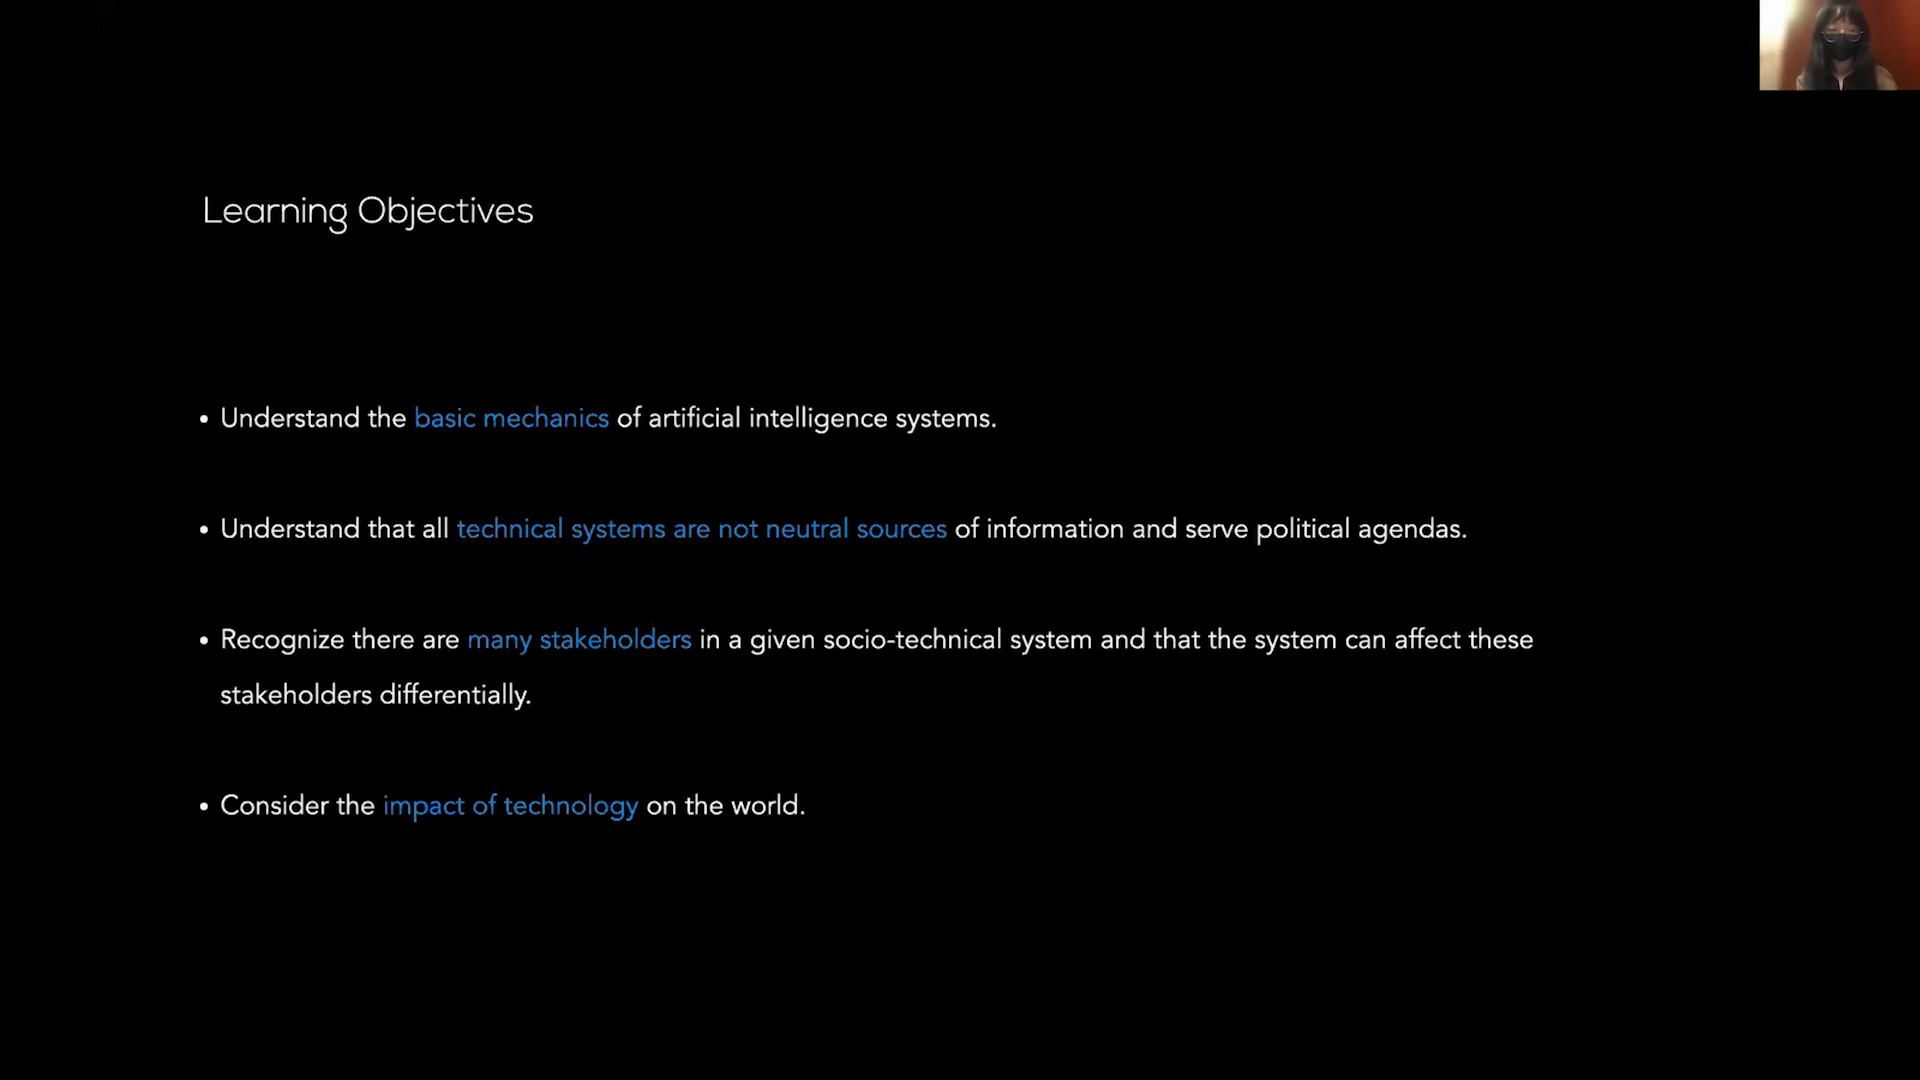 Learning Objectives
• Understand the basic mechanics of artificial intelligence systems.
• Understand that all technical systems are not neutral sources of information and serve political agendas.
• Recognize there are many stakeholders in a given socio-technical system and that the system can affect these
stakeholders differentially.
• Consider the impact of technology on the world.